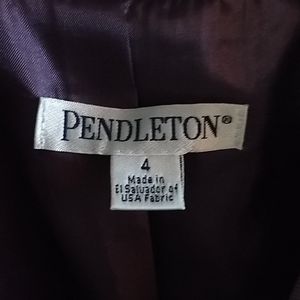 PENDLETON®
4
Made in
El Salvador of
USA Fabric